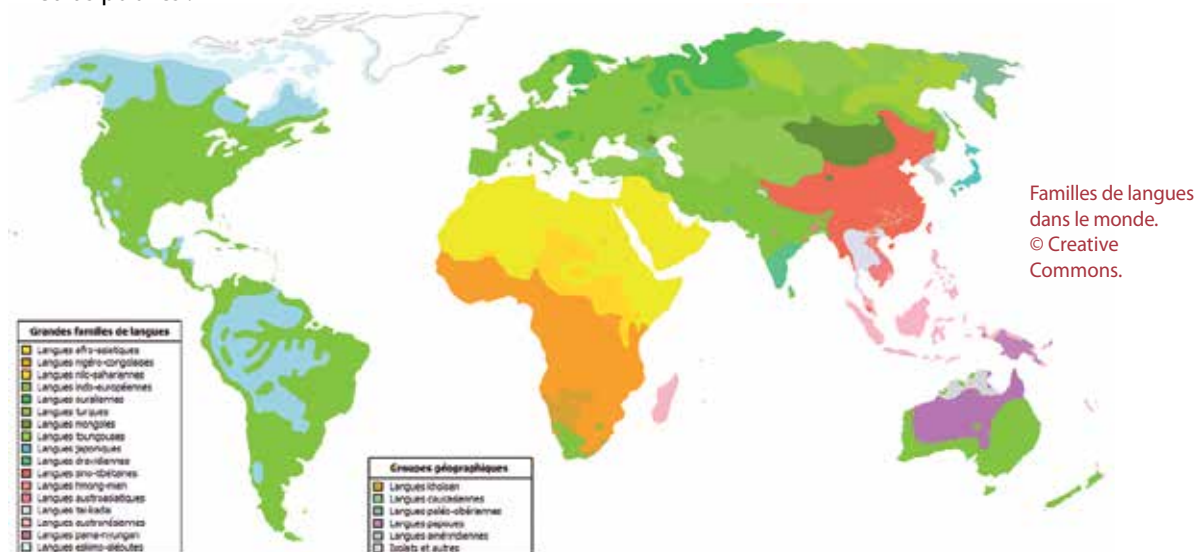 Familles de langues
dans le monde.
© Creative
Commons.
Grandes familles de langues
Langues afro-asiatiques
Langues nigéro-congolaises
Langues nilo-sahariennes
Langues indo-européennes
Langues ouraliennes
Langues turques
Langues mongoles
Langues toungouses
Langues japoniques
Langues dravidiennes
Langues sino-tibétaines
Langues hmong-mien
Langues austroasiatiques
Langues tai-kadai
Langues austronésiennes
Langues pama-nyungan
Langues eskimo-aléoutes
Groupes géographiques
Langues khoisan
Langues caucasiennes
Langues paléo-sibériennes
Langues papoues
Langues amérindiennes
Isolats et autres